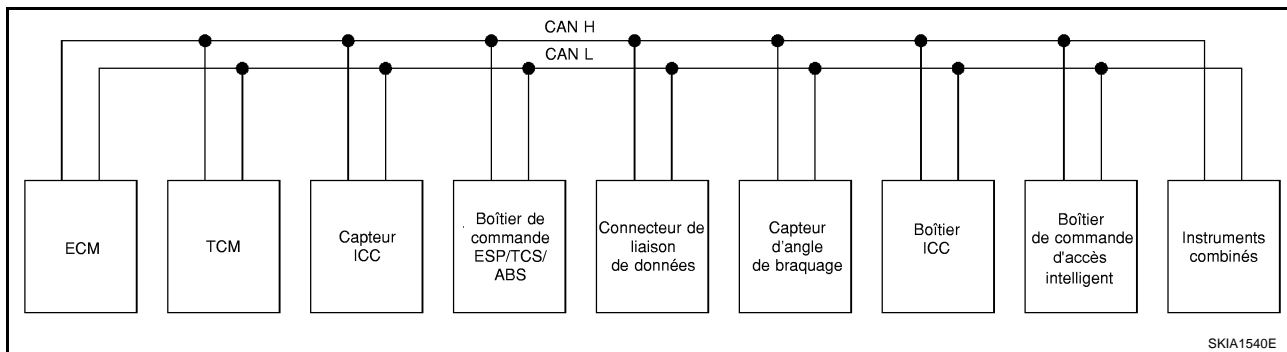 CAN H
CAN L
ECM
TCM
Capteur
ICC
Boîtier de
commande
ESP/TCS/
ABS
Connecteur de
liaison
de données
Capteur
d'angle
de braquage
Boîtier
ICC
Boîtier
de commande
d'accès
intelligent
Instruments
combinés
SKIA1540E